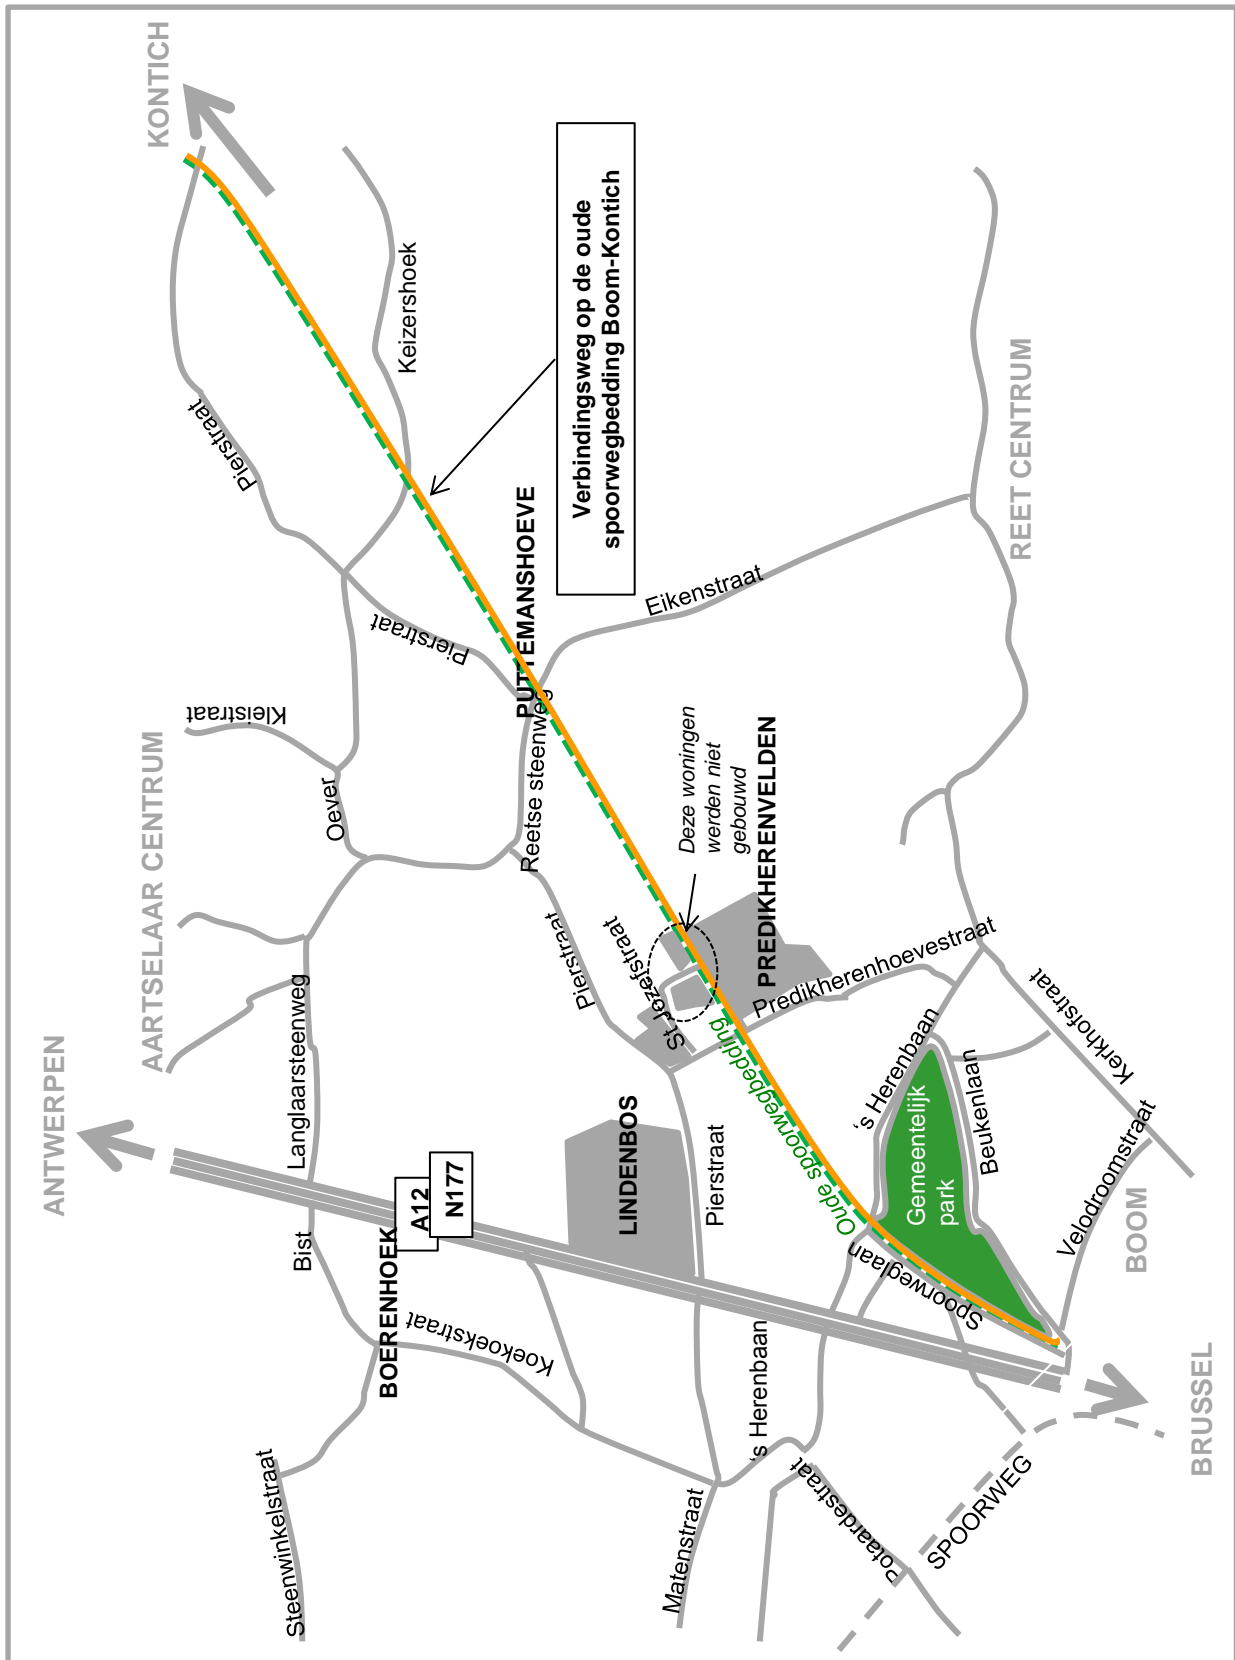 KONTICH
ANTWERPEN
AARTSELAAR CENTRUM
REET CENTRUM
BOOM
BRUSSEL
Verbindingsweg op de oude
spoorwegbedding Boom-Kontich
Keizershoek
Pierstraat
Pierstraat
Kleistraat
Oever
PUTTEMANSHOEVE
Reetse steenweg
Eikenstraat
Deze woningen
werden niet
gebouwd
PREDIKHERENVELDEN
Pierstraat
St Jozefstraat
Predikherenhoevestraat
Langlaarsteenweg
Oude spoorwegbedding
LINDENBOS
Pierstraat
's Herenbaan
Kerkhofstraat
Beukenlaan
Gemeentelijk
park
Velodroomstraat
Spoorweglaan
A12
N177
Bist
BOERENHOEK
Koekoekstraat
's Herenbaan
Steenwinkelstraat
Matenstraat
Potaardestraat
SPOORWEG